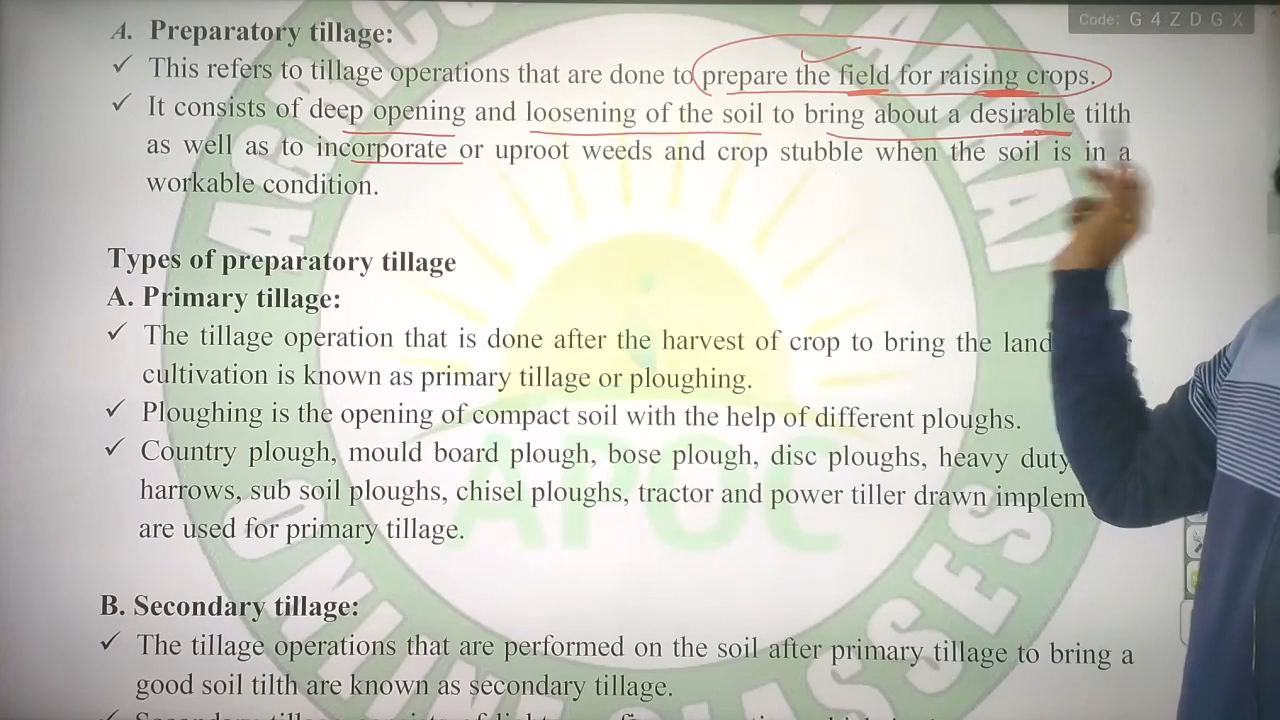 Code: G 4 Z D G X
A. Preparatory tillage:
✓ This refers to tillage operations that are done to prepare the field for raising crops.
✓ It consists of deep opening and loosening of the soil to bring about a desirable tilth
as well as to incorporate or uproot weeds and crop stubble when the soil is in a
workable condition.
Types of preparatory tillage
A. Primary tillage:
✓ The tillage operation that is done after the harvest of crop to bring the land
cultivation is known as primary tillage or ploughing.
✓ Ploughing is the opening of compact soil with the help of different ploughs.
✓ Country plough, mould board plough, bose plough, disc ploughs, heavy duty
harrows, sub soil ploughs, chisel ploughs, tractor and power tiller drawn implem
are used for primary tillage.
B. Secondary tillage:
✓ The tillage operations that are performed on the soil after primary tillage to bring a
good soil tilth are known as secondary tillage.
APOC